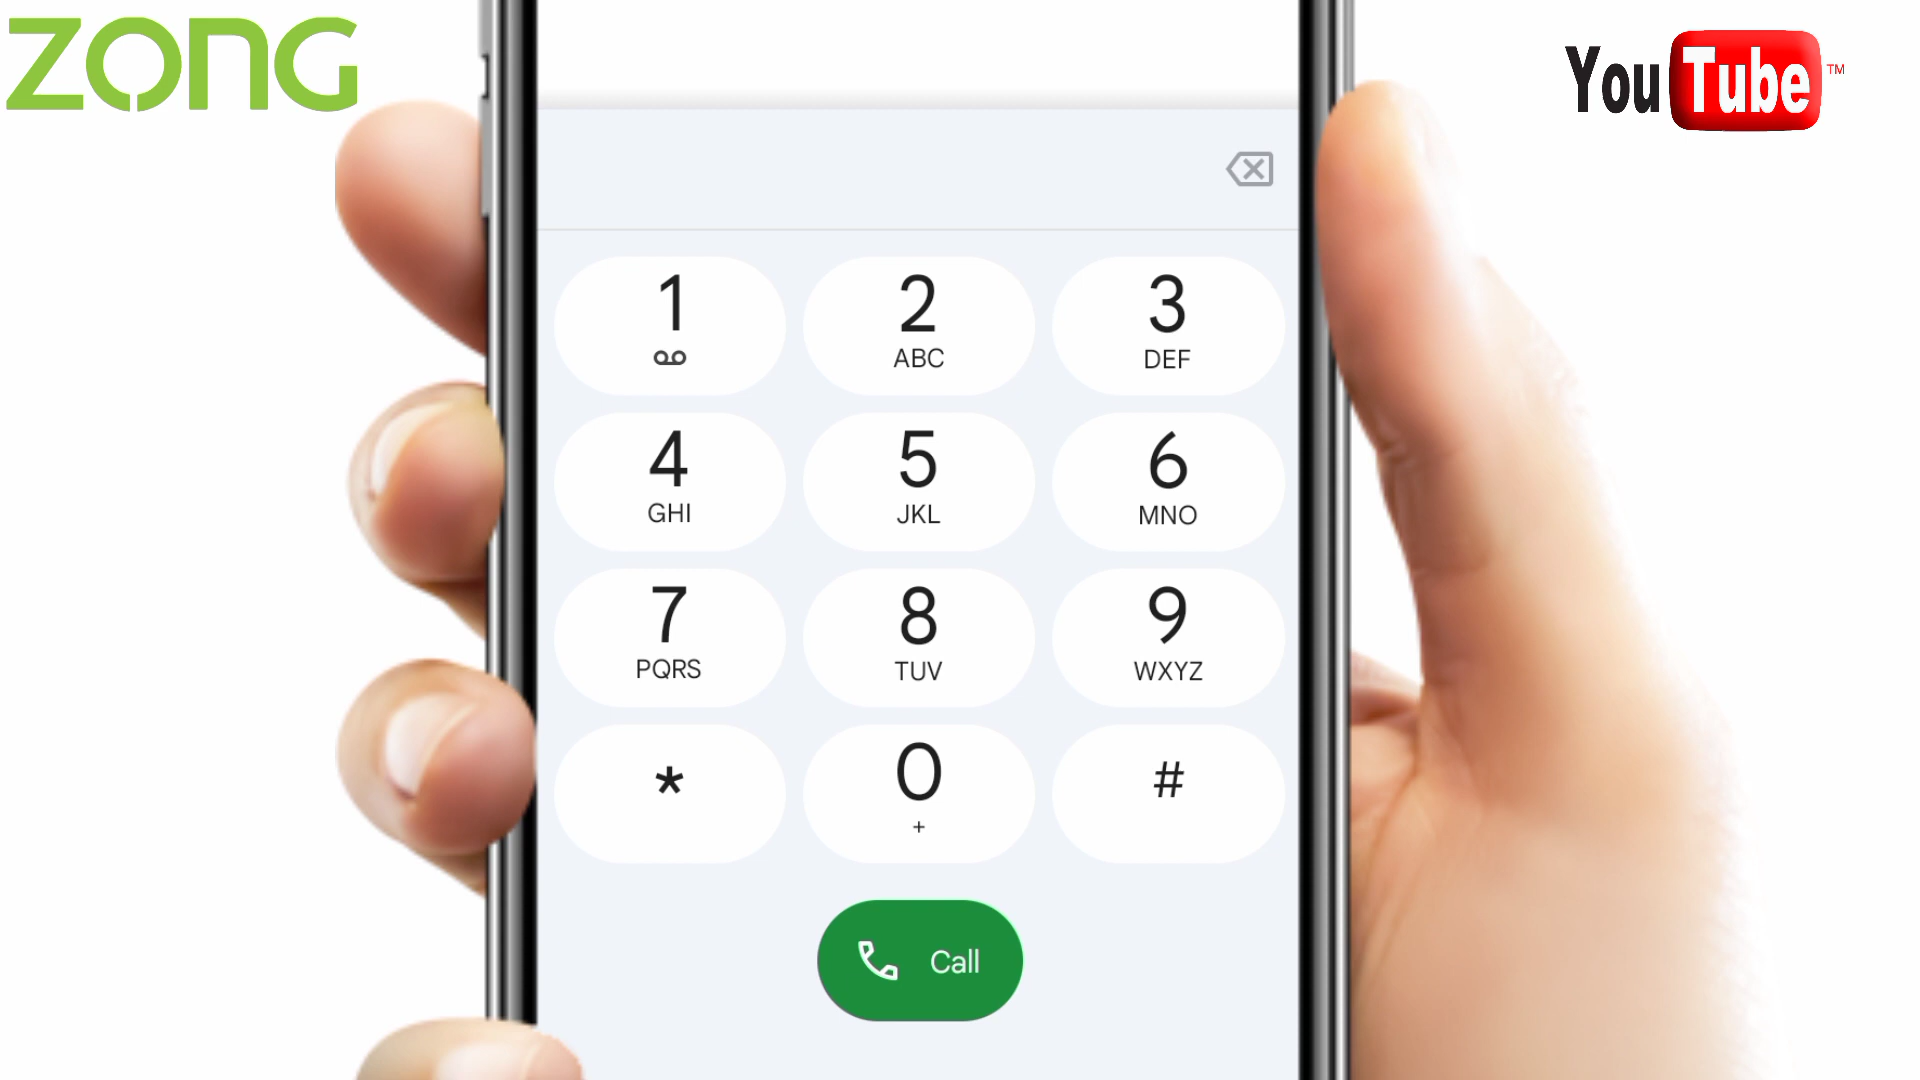 ZONG
YouTube™
1 2 3
ABC DEF
4 5 6
GHI JKL MNO
7 8 9
PQRS TUV WXYZ
* 0 #
+
Call